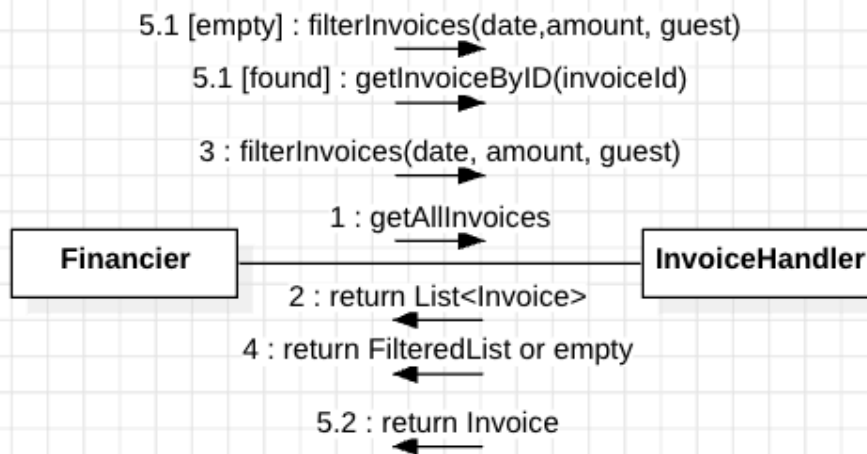 5.1 [empty] : filterInvoices(date,amount, guest)
5.1 [found] : getInvoiceByID(invoiceId)
3 : filterInvoices(date, amount, guest)
1 : getAllInvoices
Financier
InvoiceHandler
2 : return List<Invoice>
4 : return FilteredList or empty
5.2 : return Invoice